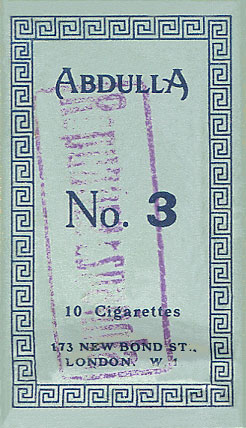 ABDULLA
No. 3
10 Cigarettes
173 NEW BOND ST.,
LONDON, W